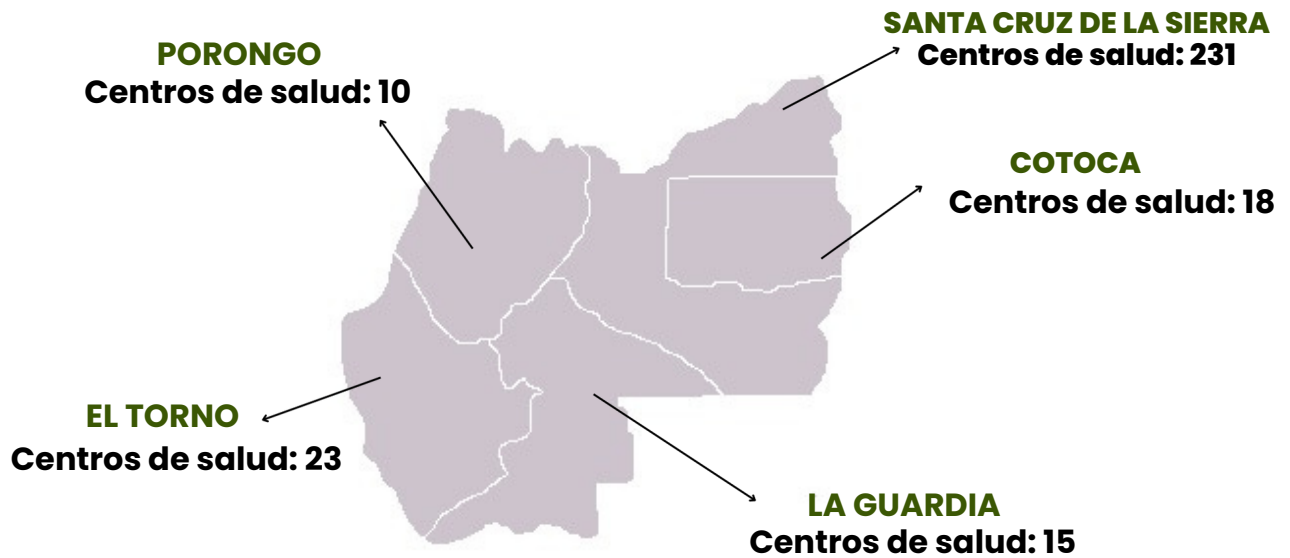 SANTA CRUZ DE LA SIERRA
Centros de salud: 231
PORONGO
Centros de salud: 10
COTOCA
Centros de salud: 18
EL TORNO
Centros de salud: 23
LA GUARDIA
Centros de salud: 15